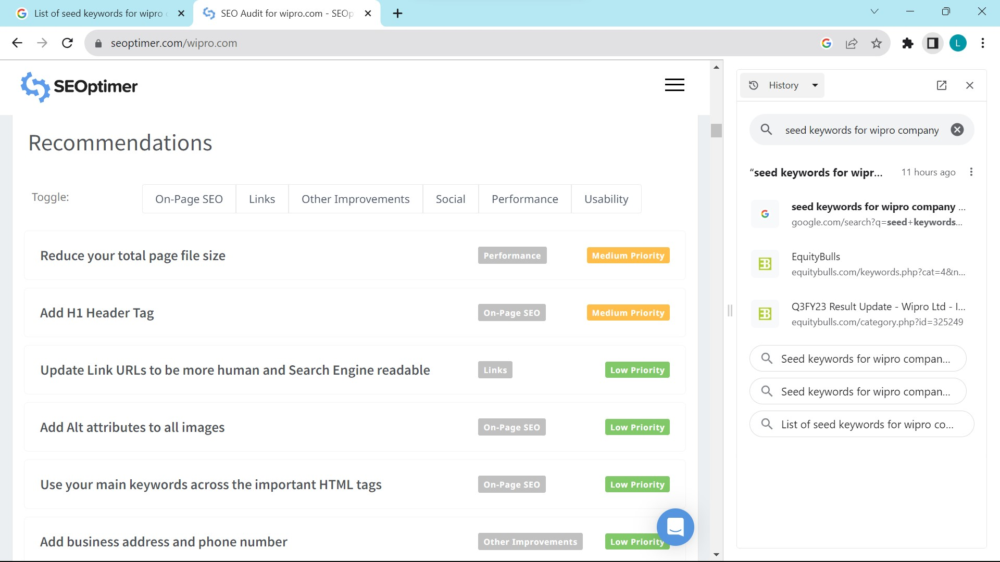 List of seed keywords for wipro
SEO Audit for wipro.com - SEOp
seoptimer.com/wipro.com
L
SEOptimer
Recommendations
Toggle:
On-Page SEO
Links
Other Improvements
Social
Performance
Usability
Reduce your total page file size
Performance
Medium Priority
Add H1 Header Tag
On-Page SEO
Medium Priority
Update Link URLs to be more human and Search Engine readable
Links
Low Priority
Add Alt attributes to all images
On-Page SEO
Low Priority
Use your main keywords across the important HTML tags
On-Page SEO
Low Priority
Add business address and phone number
Other Improvements
Low Priority
History
seed keywords for wipro company
“seed keywords for wipr...
11 hours ago
seed keywords for wipro company ...
google.com/search?q=seed+keywords...
EquityBulls
equitybulls.com/keywords.php?cat=4&n...
Q3FY23 Result Update - Wipro Ltd - I...
equitybulls.com/category.php?id=325249
Seed keywords for wipro compan...
Seed keywords for wipro compan...
List of seed keywords for wipro co...